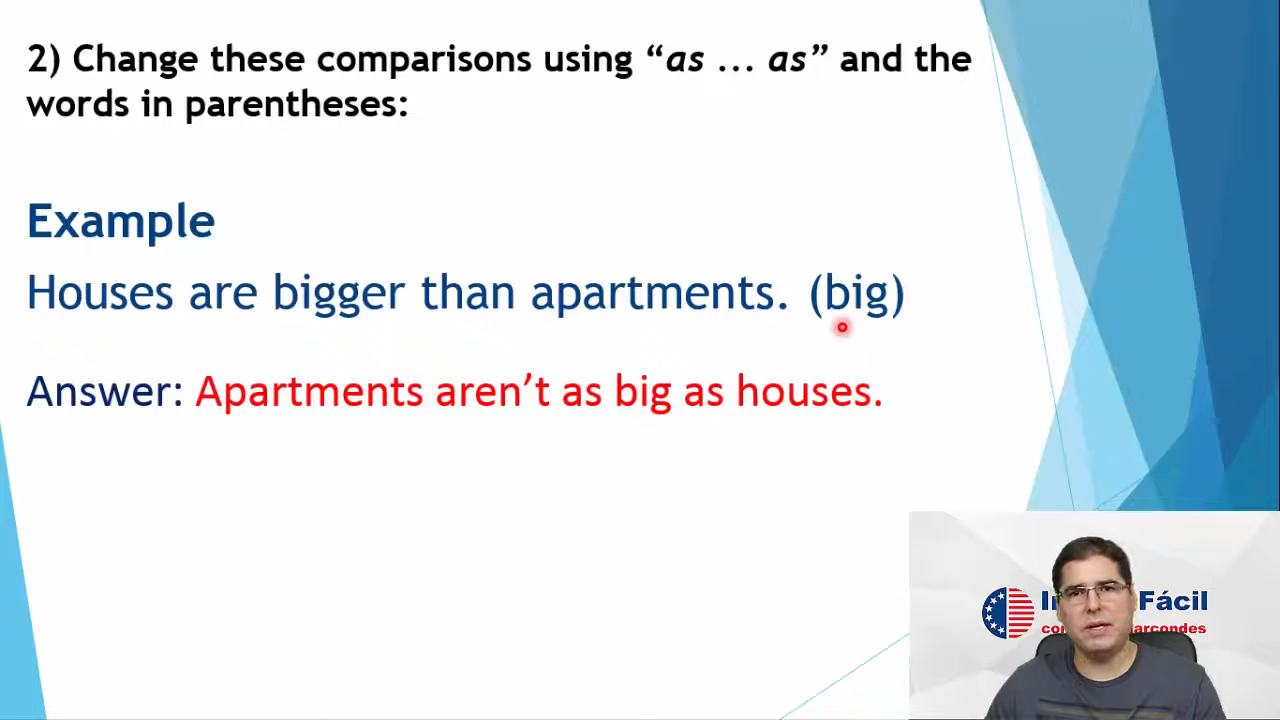 2) Change these comparisons using “as ... as” and the
words in parentheses:
Example
Houses are bigger than apartments. (big)
Answer: Apartments aren’t as big as houses.
Fácil